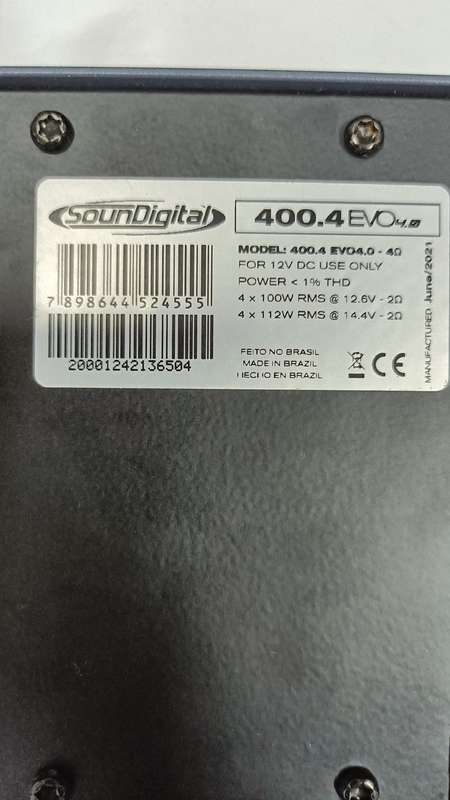 SounDigital
7 898644 524555
20001242136504
400.4 EVO4.0
MODEL: 400.4 EVO4.0 - 4Ω
FOR 12V DC USE ONLY
POWER < 1% THD
4 x 100W RMS @ 12.6V - 2Ω
4 x 112W RMS @ 14.4V - 2Ω
FEITO NO BRASIL
MADE IN BRAZIL
HECHO EN BRAZIL
CE
MANUFACTURED June/2021